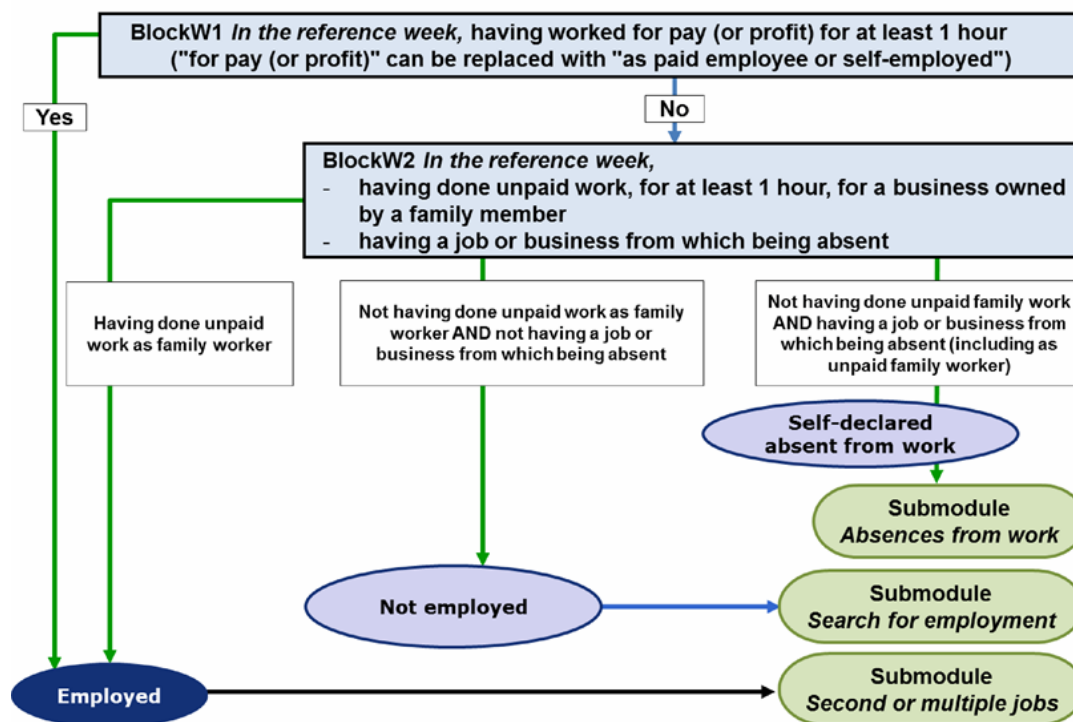 BlockW1 In the reference week, having worked for pay (or profit) for at least 1 hour
("for pay (or profit)" can be replaced with "as paid employee or self-employed")
Yes
No
BlockW2 In the reference week,
- having done unpaid work, for at least 1 hour, for a business owned
by a family member
- having a job or business from which being absent
Having done unpaid
work as family worker
Not having done unpaid work as family
worker AND not having a job or
business from which being absent
Not having done unpaid family work
AND having a job or business from
which being absent (including as
unpaid family worker)
Self-declared
absent from work
Submodule
Absences from work
Not employed
Submodule
Search for employment
Employed
Submodule
Second or multiple jobs